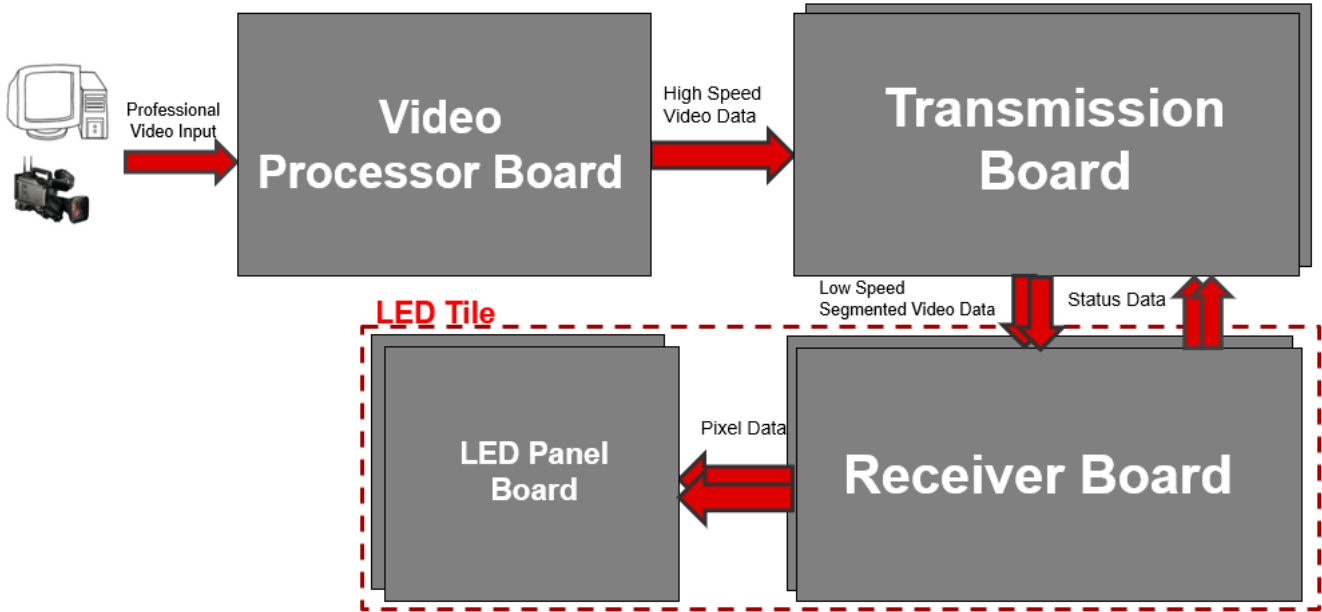 Professional
Video Input
Video
Processor Board
High Speed
Video Data
Transmission
Board
Low Speed
Segmented Video Data
Status Data
LED Tile
LED Panel
Board
Pixel Data
Receiver Board